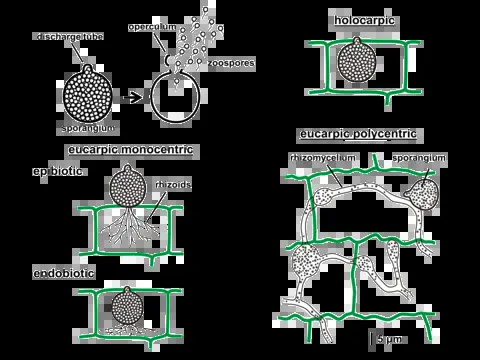 operculum
discharge tube
zoospores
sporangium
holocarpic
eucarpic monocentric
epibiotic
rhizoids
endobiotic
eucarpic polycentric
rhizomycelium
sporangium
5 µm